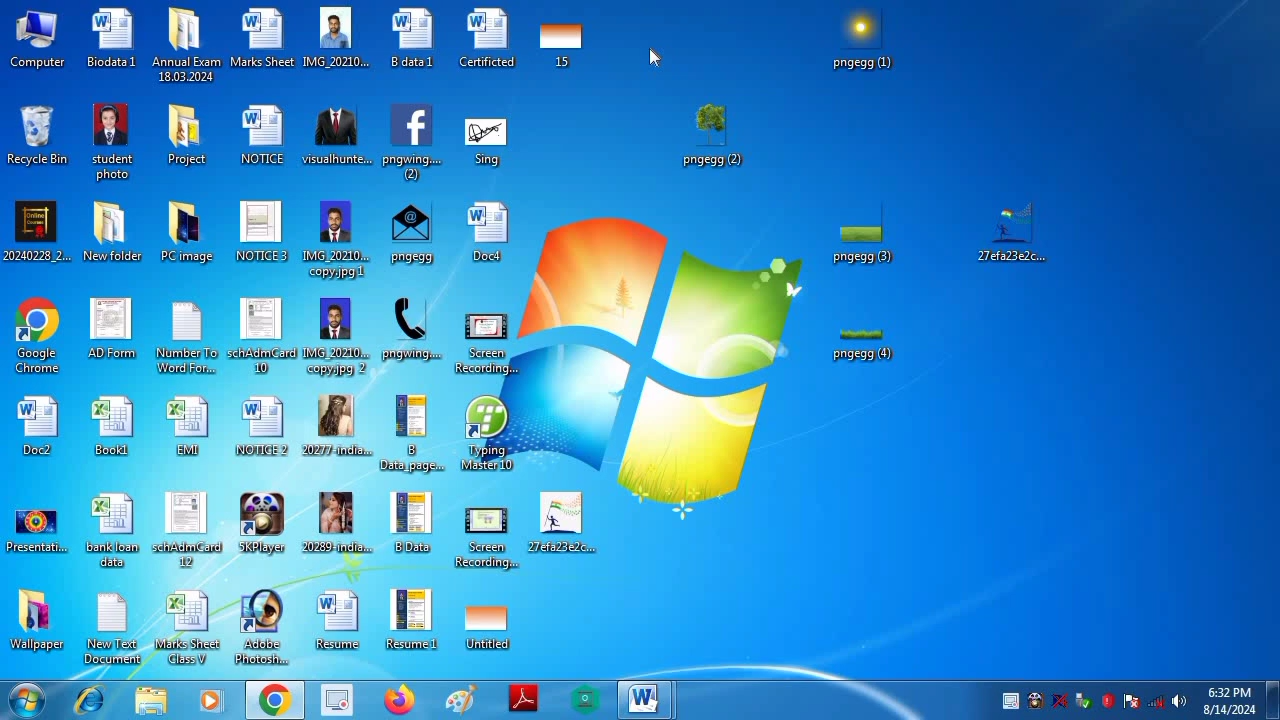 Computer
Biodata 1
Annual Exam
18.03.2024
Marks Sheet
IMG_20210...
B data 1
Certificted
15
pngegg (1)
Recycle Bin
student
photo
Project
NOTICE
visualhunte...
pngwing....
(2)
Sing
pngegg (2)
Online
Courses
20240228_2...
New folder
PC image
NOTICE 3
IMG_20210...
copy.jpg 1
pngegg
Doc4
pngegg (3)
27efa23e2c...
Google
Chrome
AD Form
Number To
Word For...
schAdmCard
10
IMG_20210...
copy.jpg 2
pngwing....
Screen
Recording...
pngegg (4)
Doc2
Book1
EMI
NOTICE 2
20277-india...
B
Data_page...
Typing
Master 10
Presentati...
bank loan
data
schAdmCard
12
5KPlayer
20289-india...
B Data
Screen
Recording...
27efa23e2c...
Wallpaper
New Text
Document
Marks Sheet
Class V
Adobe
Photosh...
Resume
Resume 1
Untitled
6:32 PM
8/14/2024